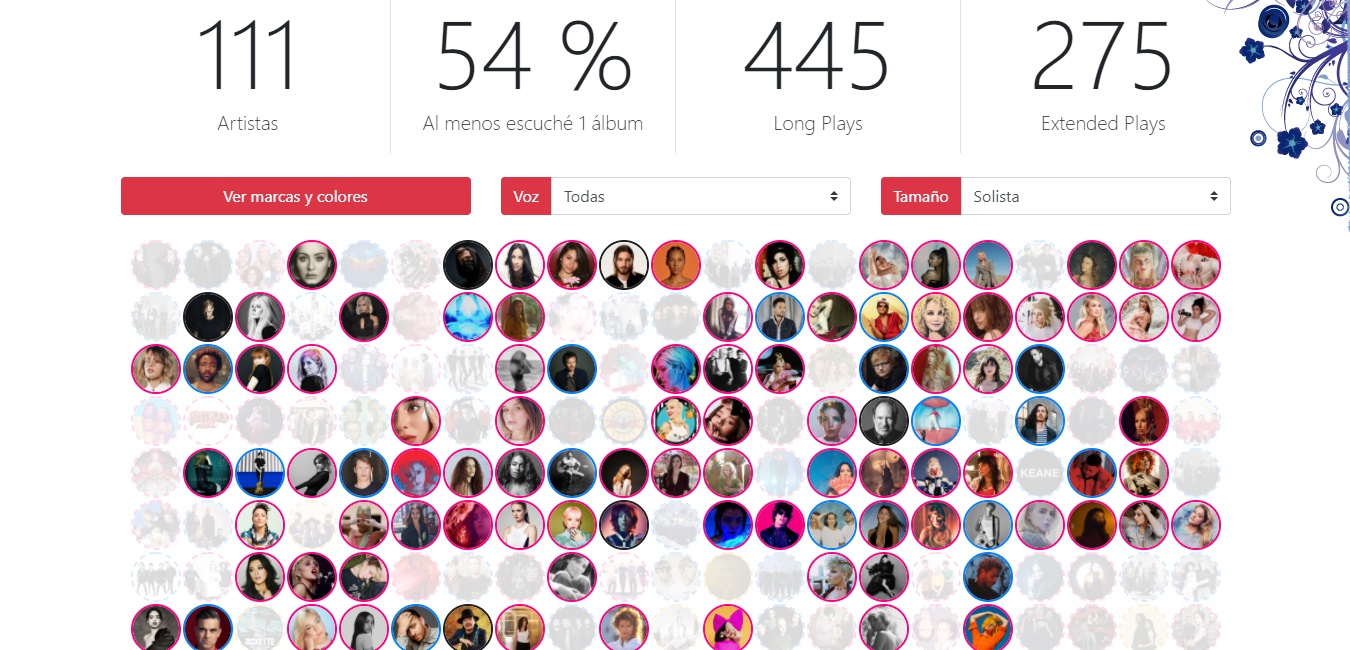 111
Artistas
54 %
Al menos escuché 1 álbum
445
Long Plays
275
Extended Plays
Ver marcas y colores
Voz
Todas
Tamaño
Solista
KEANE
ROXETTE